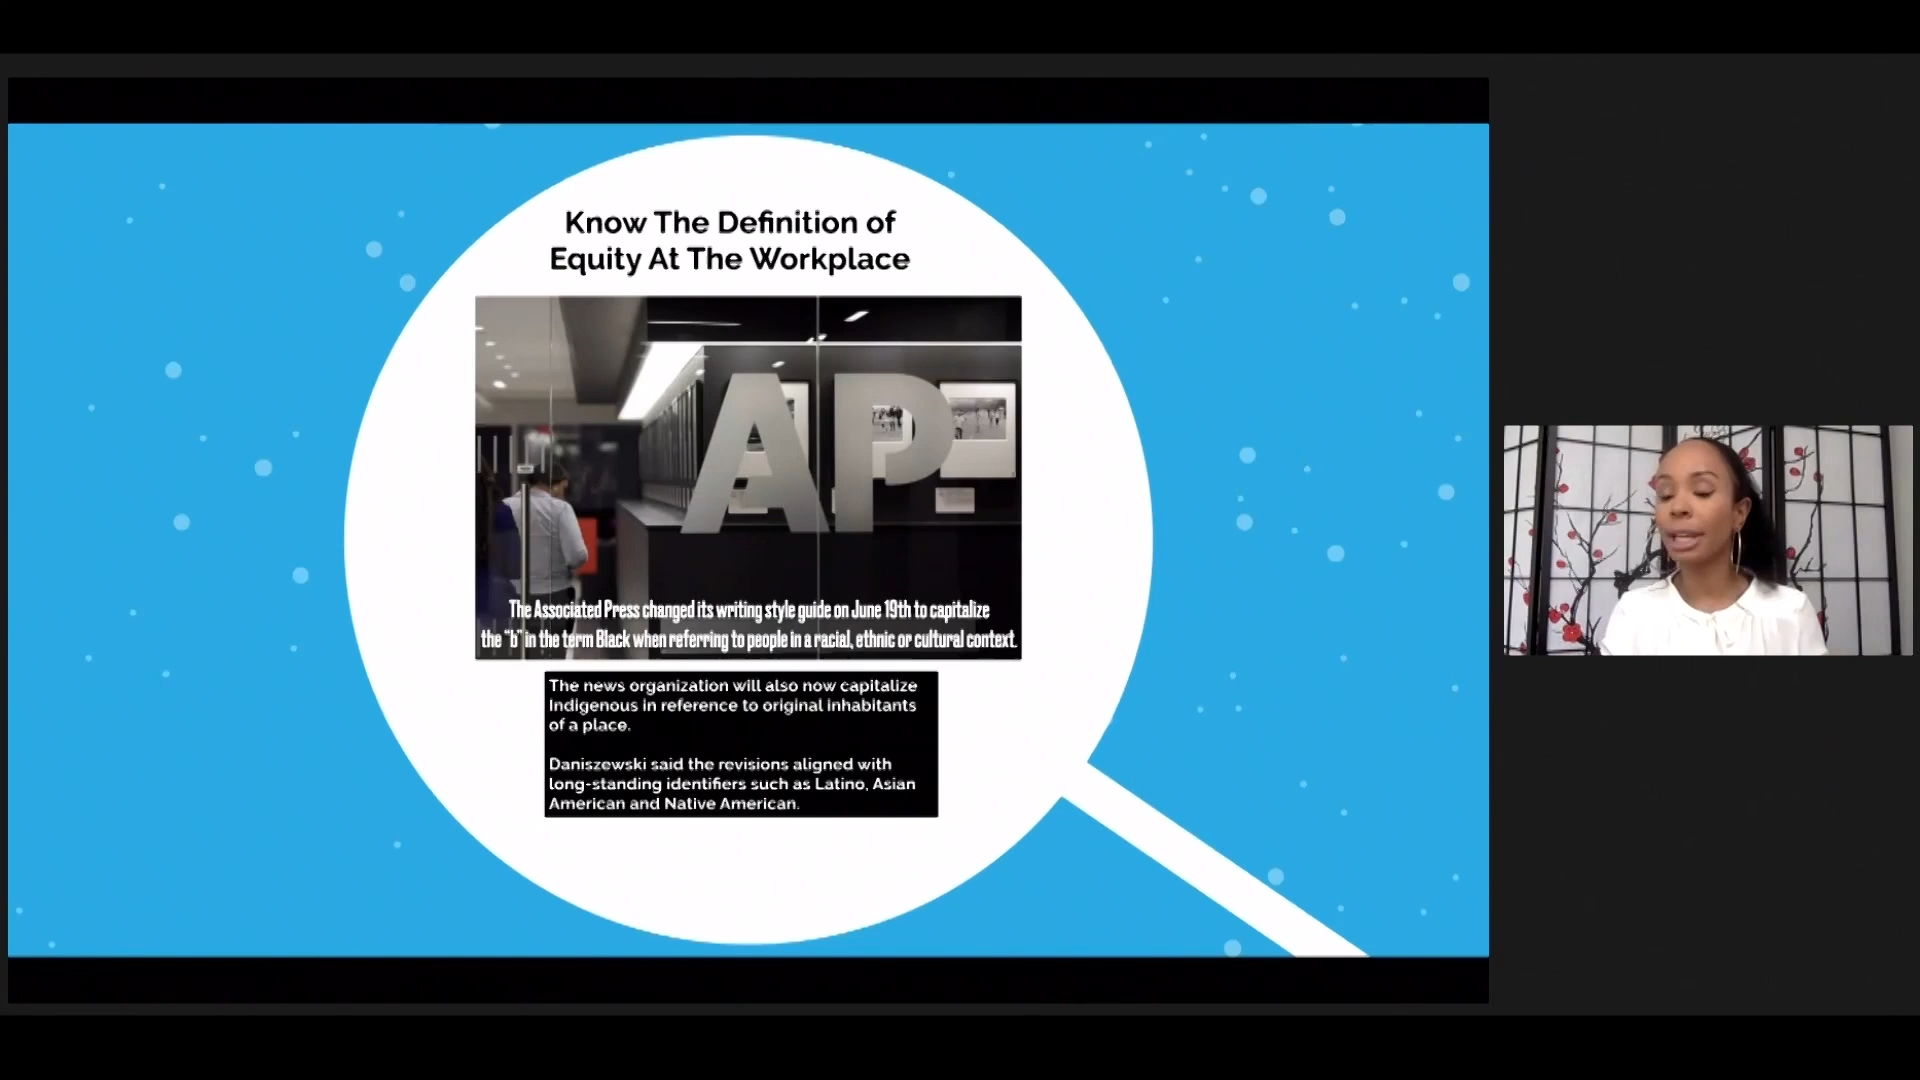 Know The Definition of
Equity At The Workplace
AP
The Associated Press changed its writing style guide on June 19th to capitalize
the "b" in the term Black when referring to people in a racial, ethnic or cultural context.
The news organization will also now capitalize
Indigenous in reference to original inhabitants
of a place.
Daniszewski said the revisions aligned with
long-standing identifiers such as Latino, Asian
American and Native American.